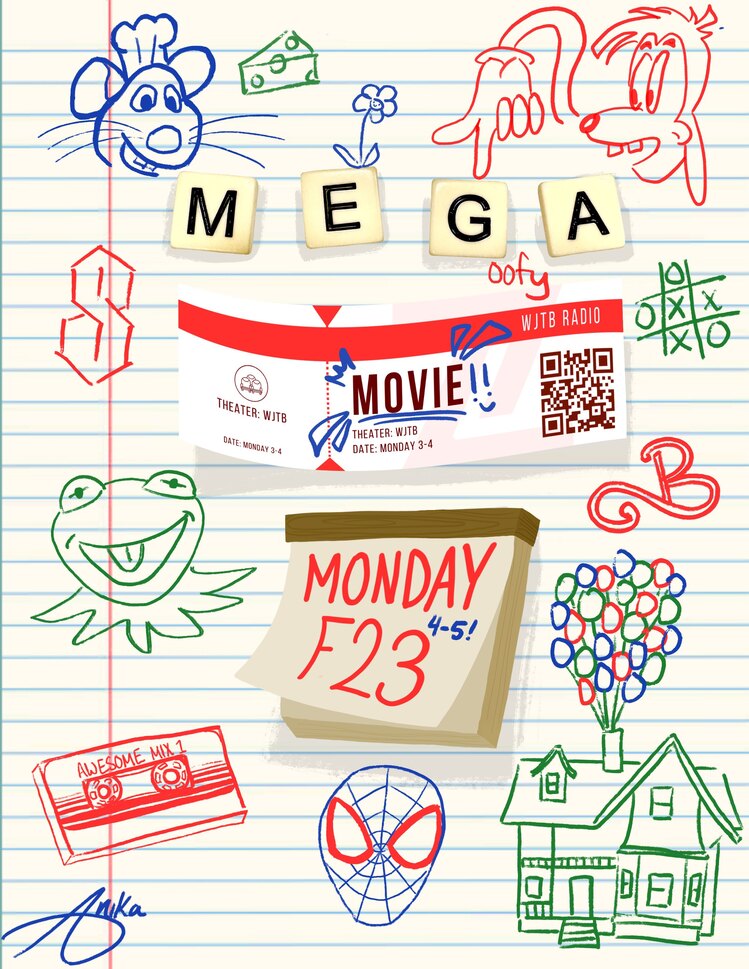 M E G A
oofy
WJTB RADIO
MOVIE!!
THEATER: WJTB
DATE: MONDAY 3-4
THEATER: WJTB
DATE: MONDAY 3-4
O
O X X
X O
B
MONDAY
4-5!
F23
AWESOME MIX 1
Anika